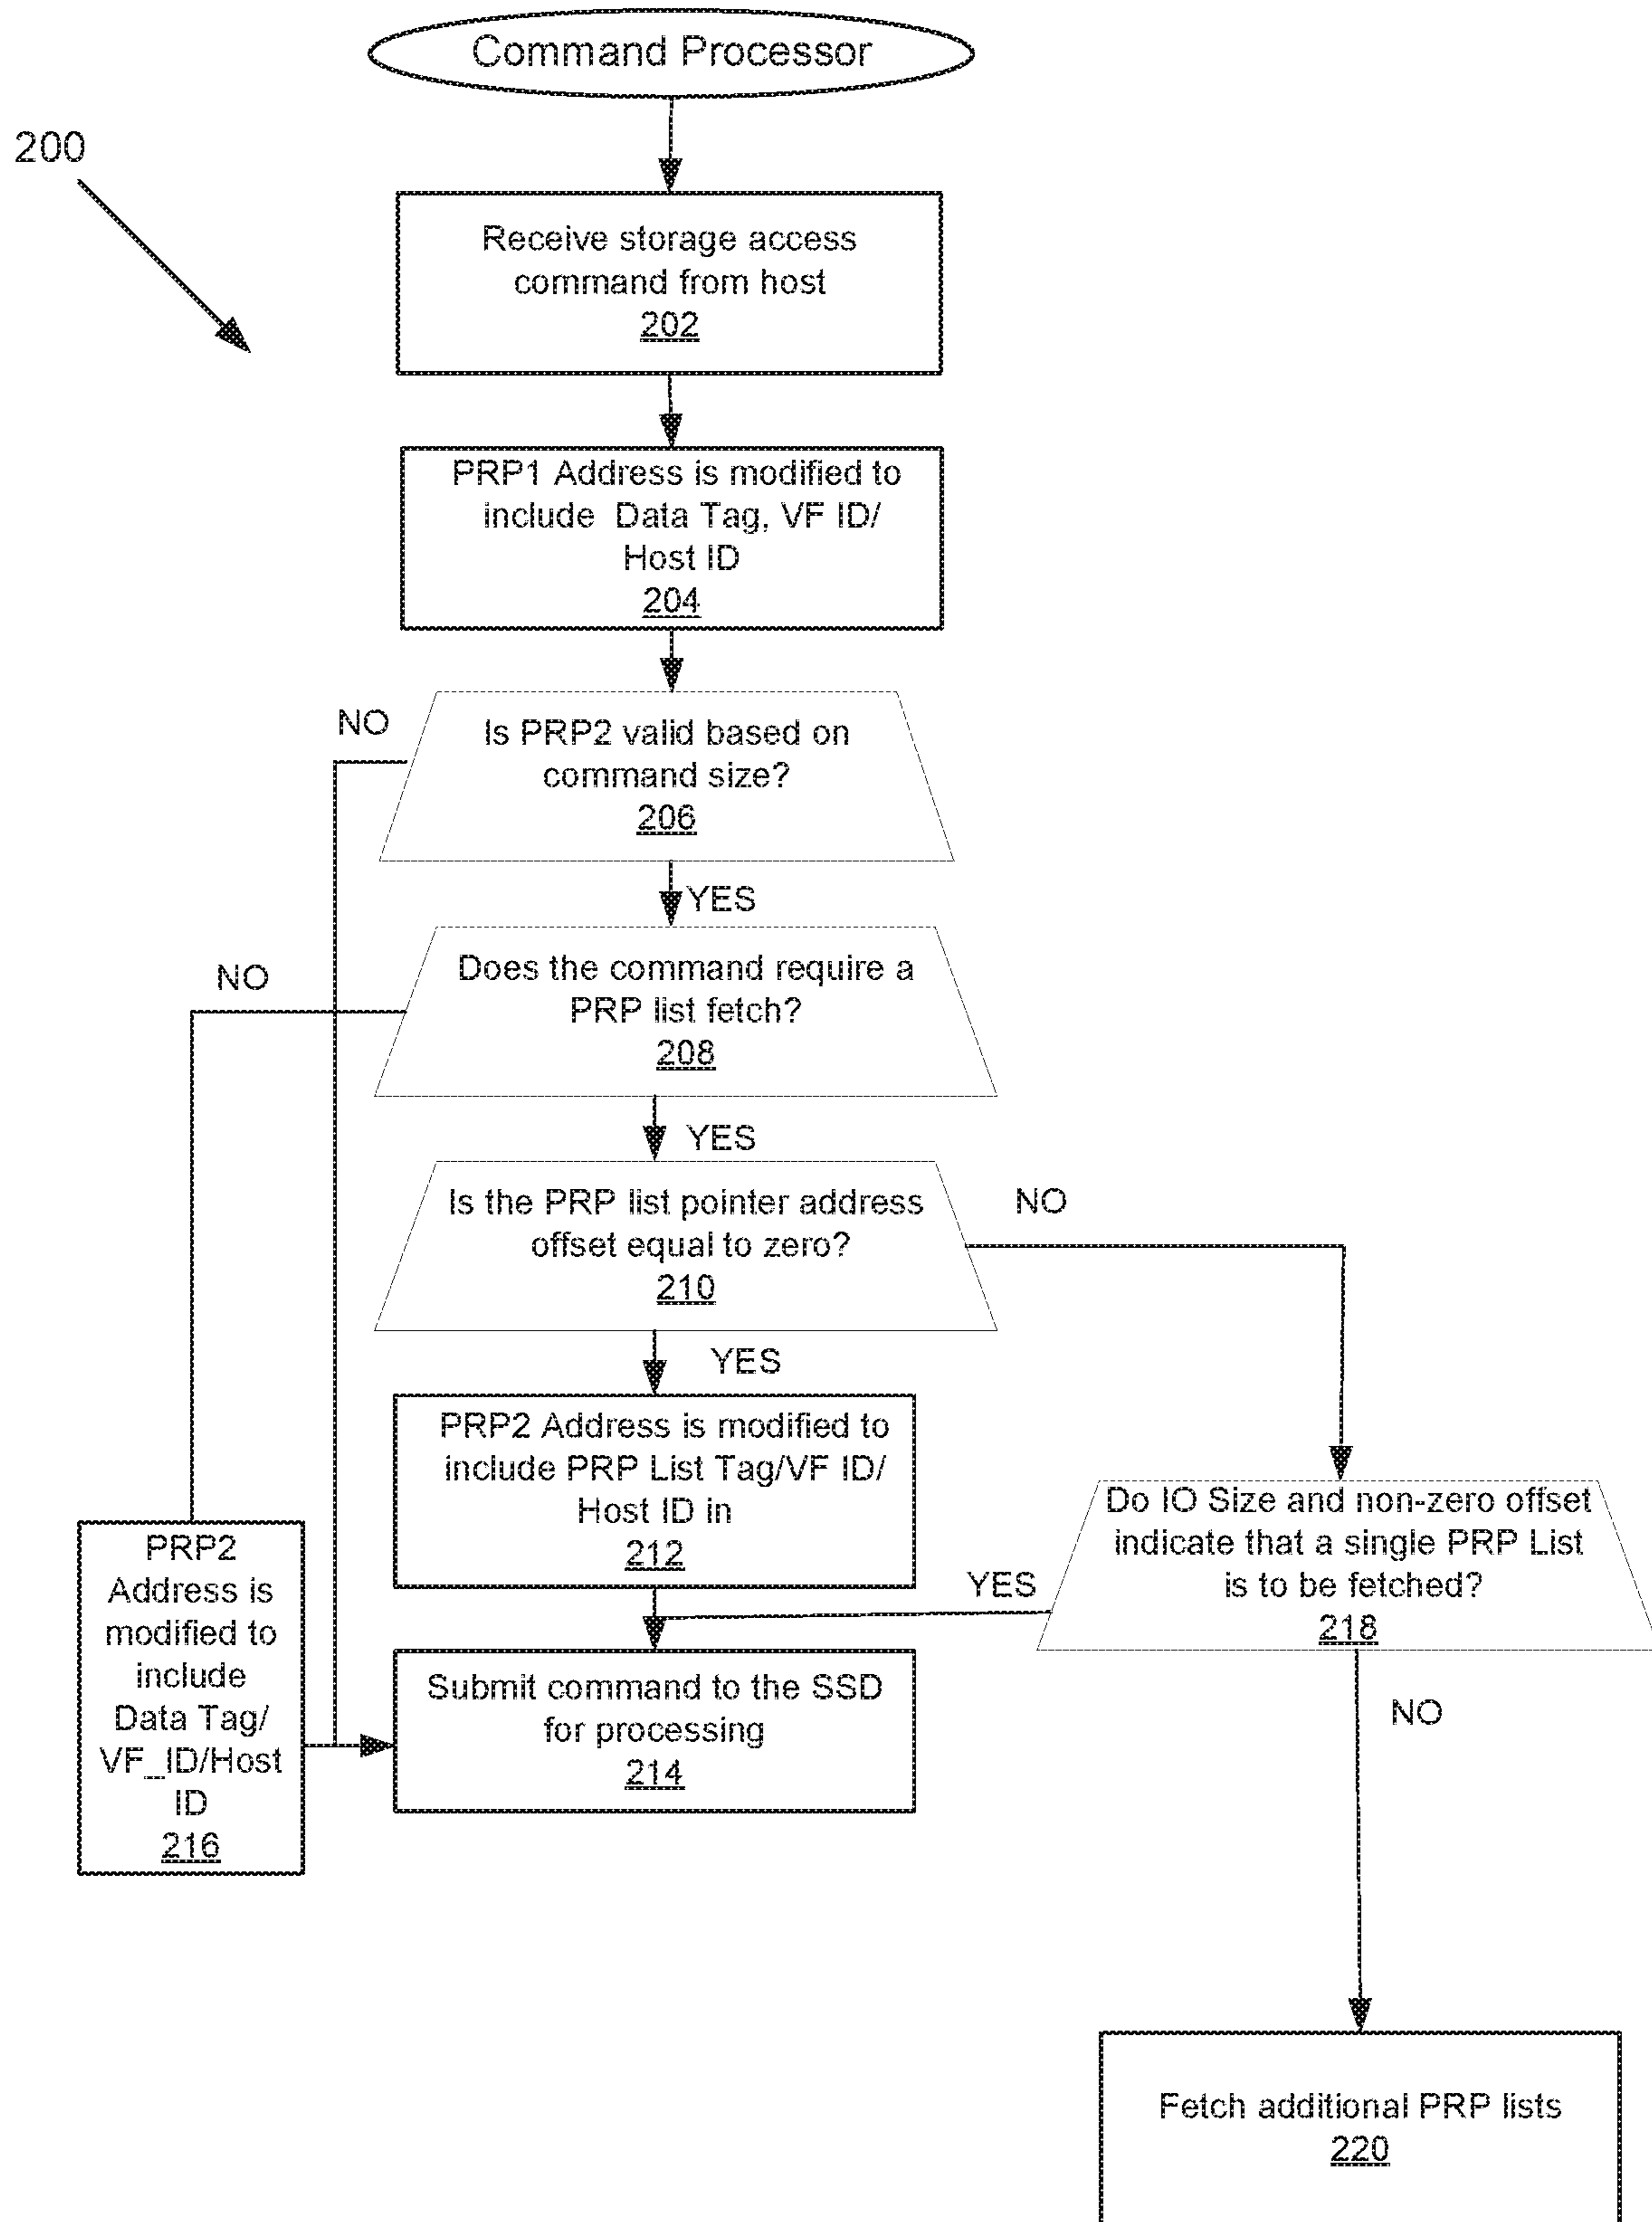 Command Processor
200
Receive storage access
command from host
202
PRP1 Address is modified to
include Data Tag, VF ID/
Host ID
204
NO
Is PRP2 valid based on
command size?
206
YES
NO
Does the command require a
PRP list fetch?
208
YES
Is the PRP list pointer address
offset equal to zero?
210
NO
YES
PRP2 Address is modified to
include PRP List Tag/VF ID/
Host ID in
212
Do IO Size and non-zero offset
indicate that a single PRP List
is to be fetched?
218
YES
NO
PRP2
Address is
modified to
include
Data Tag/
VF_ID/Host
ID
216
Submit command to the SSD
for processing
214
Fetch additional PRP lists
220